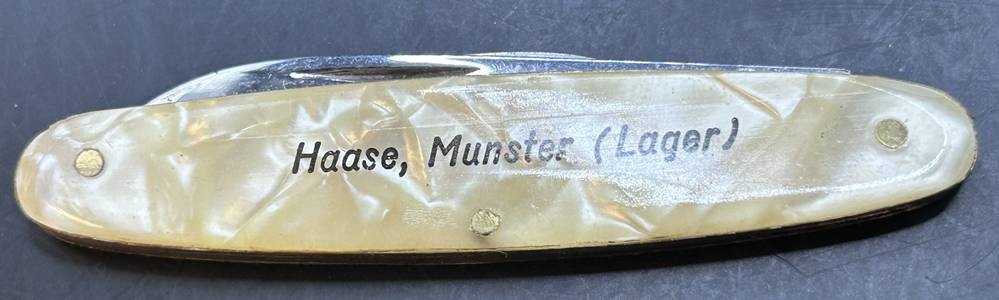 Haase, Munster (Lager)